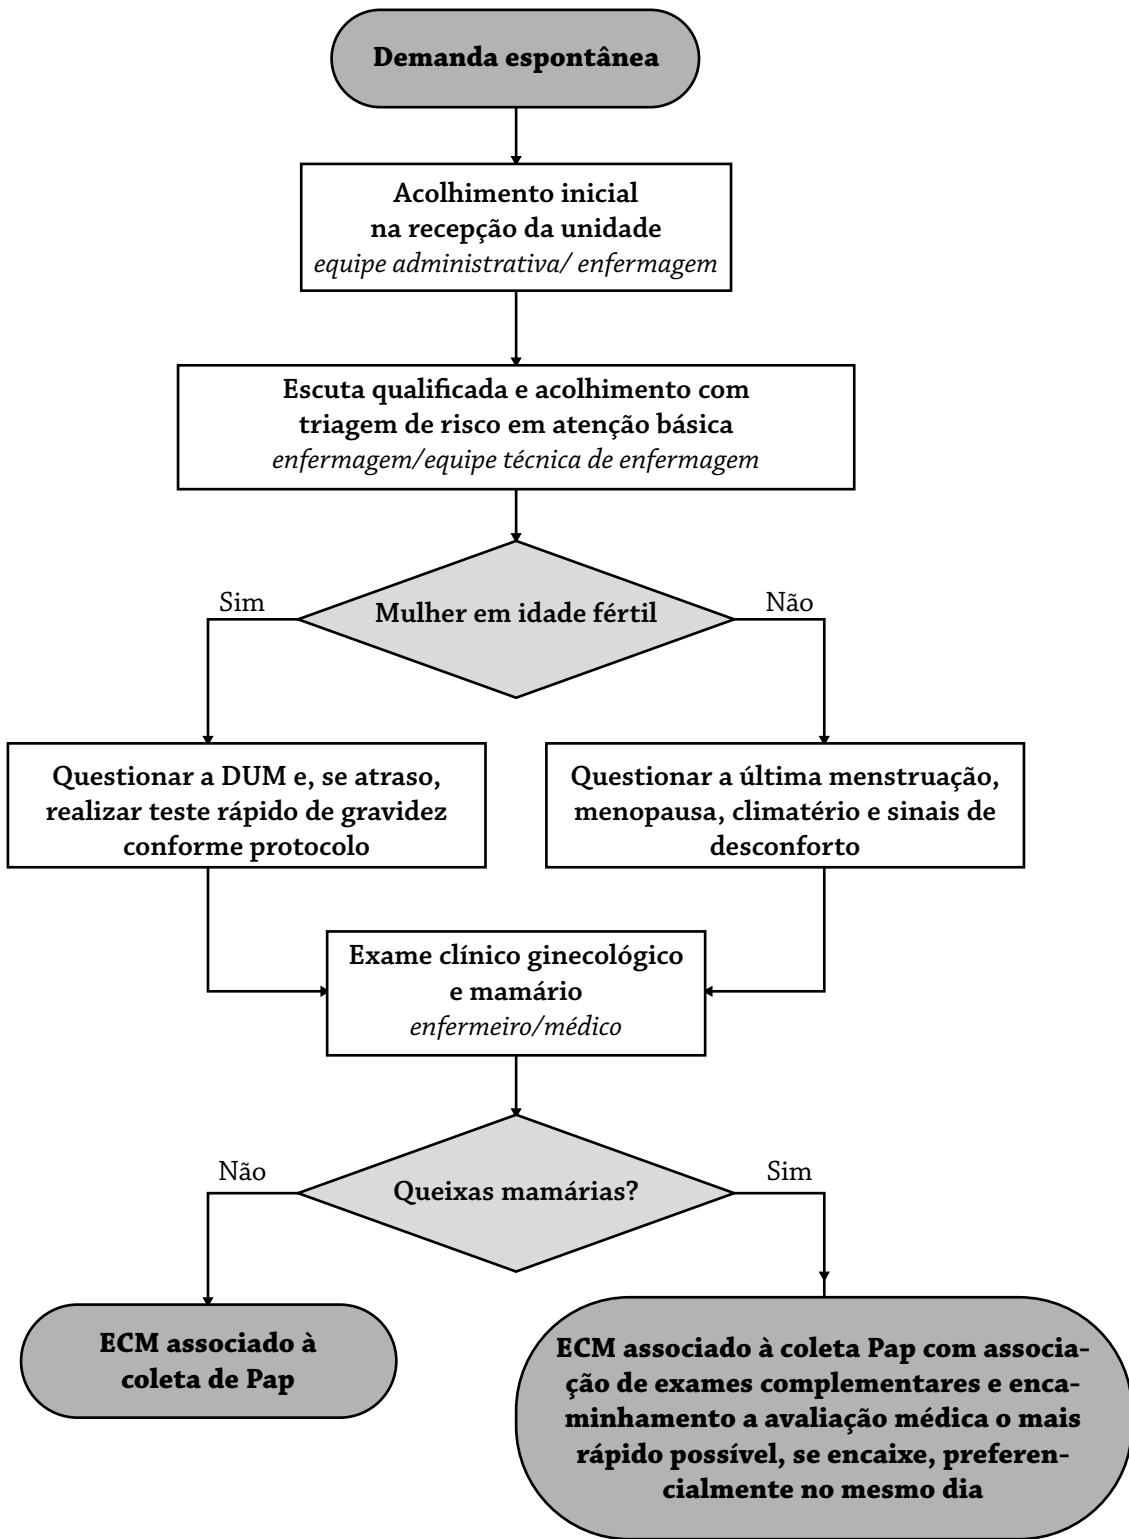 Demanda espontânea
Acolhimento inicial
na recepção da unidade
equipe administrativa/ enfermagem
Escuta qualificada e acolhimento com
triagem de risco em atenção básica
enfermagem/equipe técnica de enfermagem
Sim
Mulher em idade fértil
Não
Questionar a DUM e, se atraso,
realizar teste rápido de gravidez
conforme protocolo
Questionar a última menstruação,
menopausa, climatério e sinais de
desconforto
Exame clínico ginecológico
e mamário
enfermeiro/médico
Não
Queixas mamárias?
Sim
ECM associado à
coleta de Pap
ECM associado à coleta Pap com associa-
ção de exames complementares e enca-
minhamento a avaliação médica o mais
rápido possível, se encaixe, preferen-
cialmente no mesmo dia